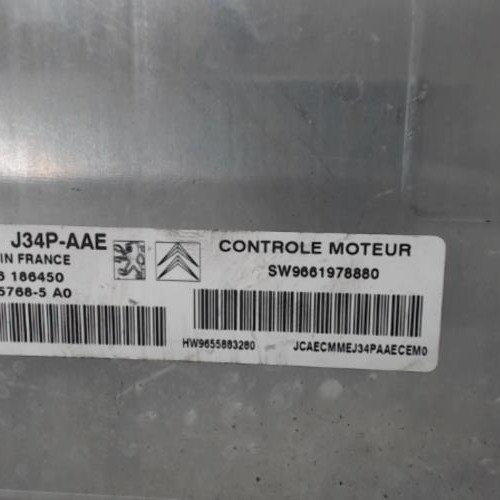 J34P-AAE
IN FRANCE
186450
5768-5 A0
CONTROLE MOTEUR
SW9661978880
HW9655883280
JCAECMMEJ34PAAECEM0